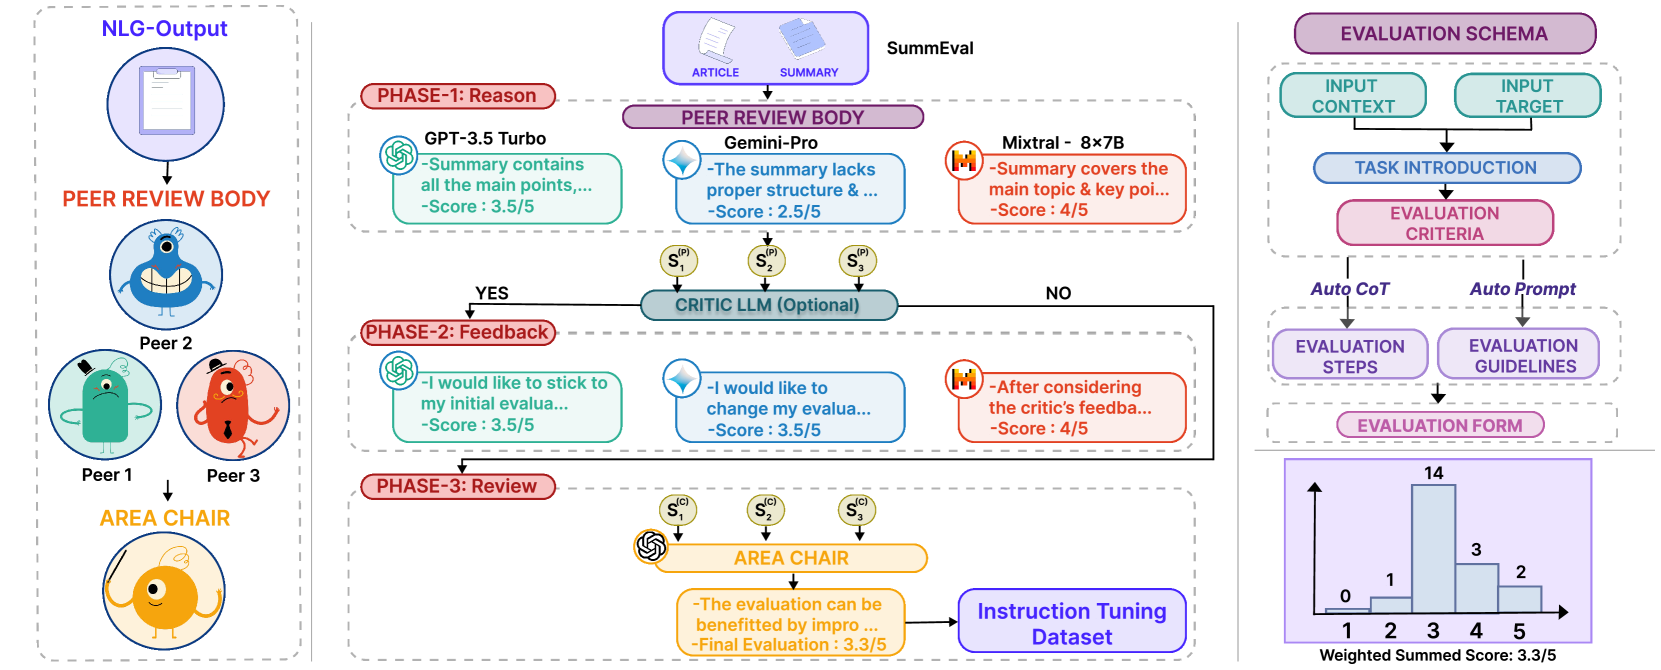 NLG-Output
PEER REVIEW BODY
Peer 2
Peer 1
Peer 3
AREA CHAIR
ARTICLE
SUMMARY
SummEval
PHASE-1: Reason
PEER REVIEW BODY
GPT-3.5 Turbo
-Summary contains
all the main points,...
-Score : 3.5/5
Gemini-Pro
-The summary lacks
proper structure & ...
-Score : 2.5/5
Mixtral - 8×7B
-Summary covers the
main topic & key poi...
-Score : 4/5
S1(P)
S2(P)
S3(P)
YES
CRITIC LLM (Optional)
NO
PHASE-2: Feedback
-I would like to stick to
my initial evalua...
-Score : 3.5/5
-I would like to
change my evalua...
-Score : 3.5/5
-After considering
the critic's feedba...
-Score : 4/5
PHASE-3: Review
S1(C)
S2(C)
S3(C)
AREA CHAIR
-The evaluation can be
benefitted by impro ...
-Final Evaluation : 3.3/5
Instruction Tuning
Dataset
EVALUATION SCHEMA
INPUT
CONTEXT
INPUT
TARGET
TASK INTRODUCTION
EVALUATION
CRITERIA
Auto CoT
Auto Prompt
EVALUATION
STEPS
EVALUATION
GUIDELINES
EVALUATION FORM
14
3
2
1
0
1 2 3 4 5
Weighted Summed Score: 3.3/5